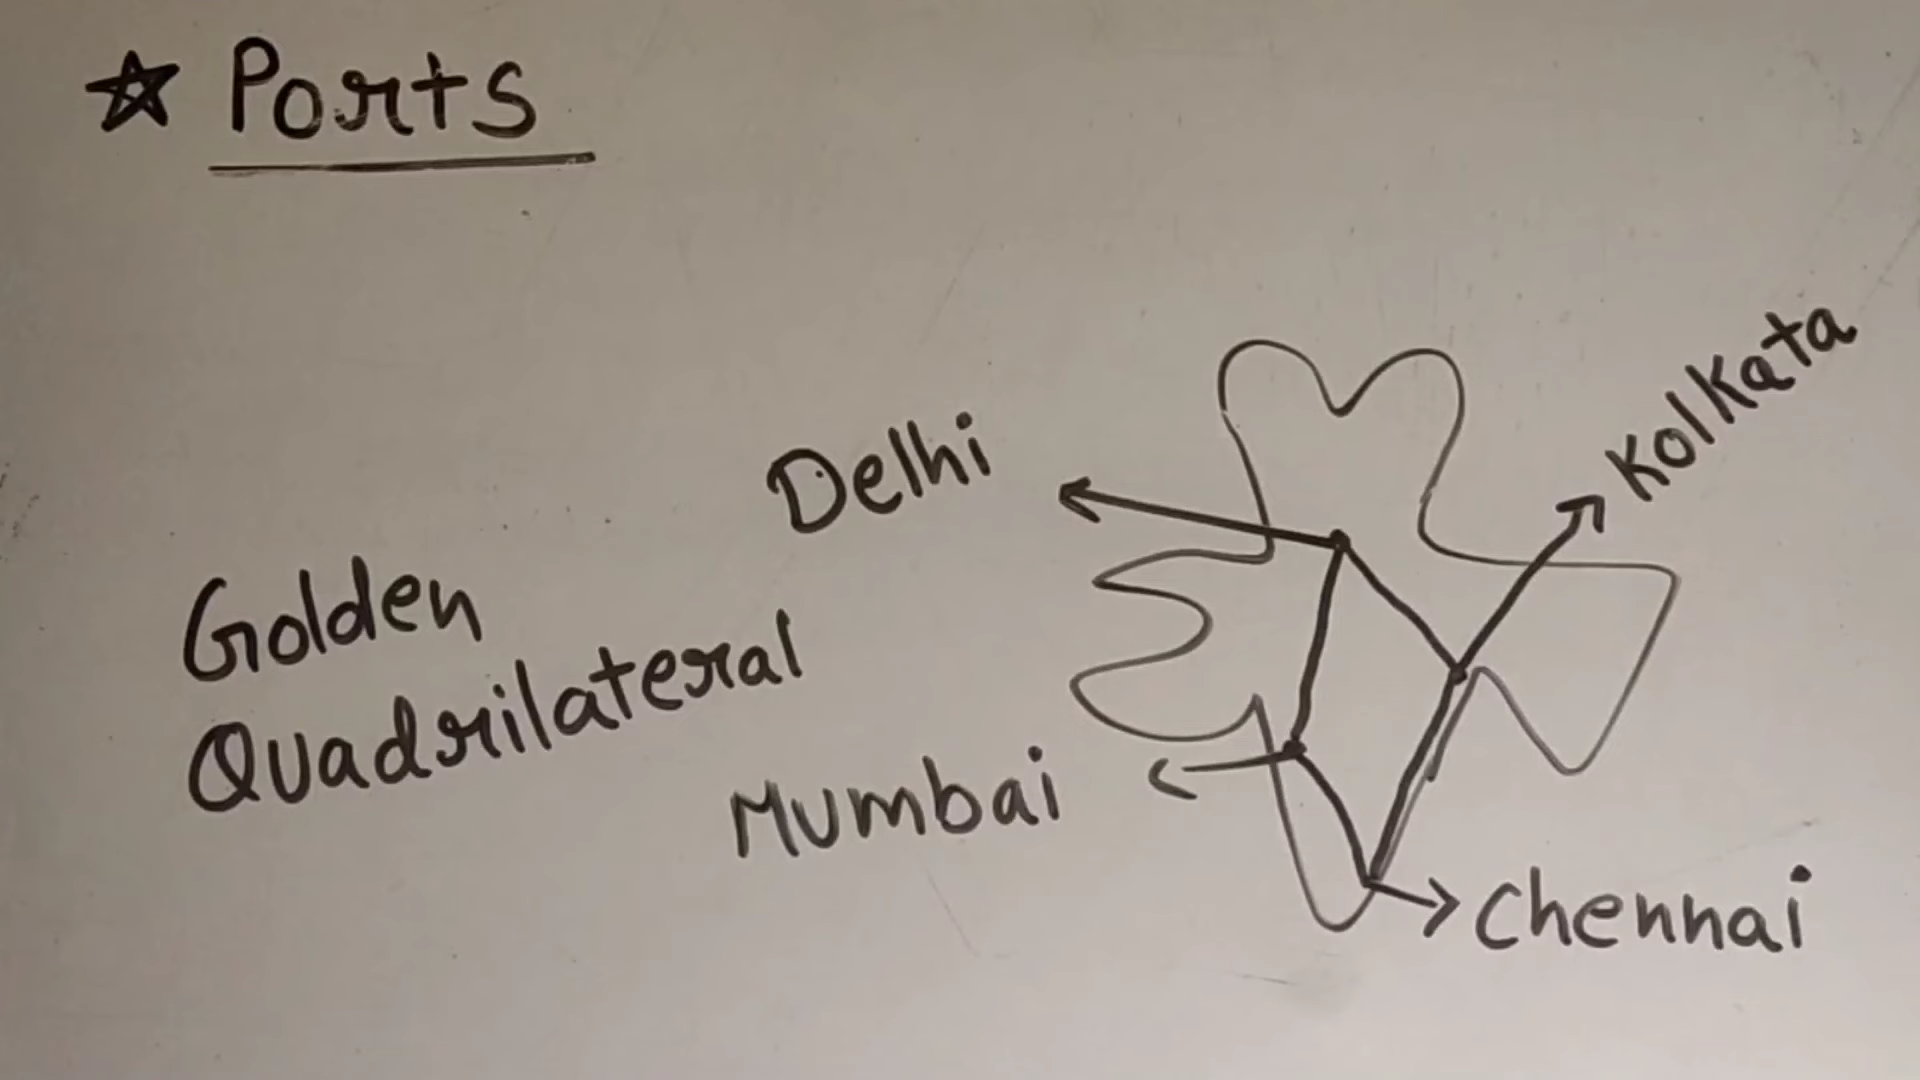 ☆ Ports
Delhi
Kolkata
Golden
Quadrilateral
Mumbai
Chennai